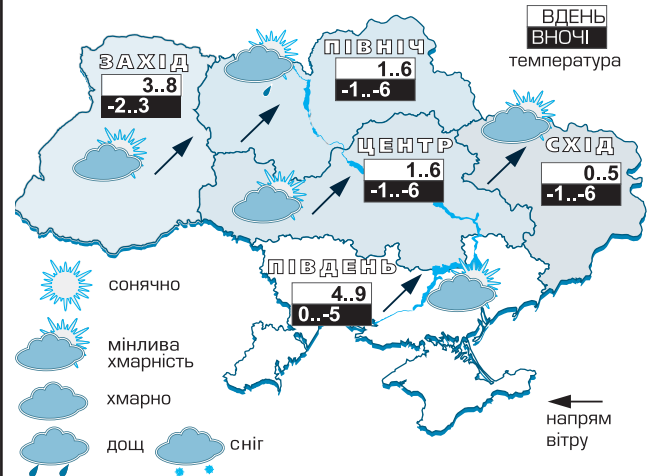 ВДЕНЬ
ВНОЧІ
температура
ЗАХІД
3..8
-2..3
ПІВНІЧ
1..6
-1..-6
ЦЕНТР
1..6
-1..-6
СХІД
0..5
-1..-6
ПІВДЕНЬ
4..9
0..-5
сонячно
мінлива
хмарність
хмарно
дощ
сніг
напрям
вітру